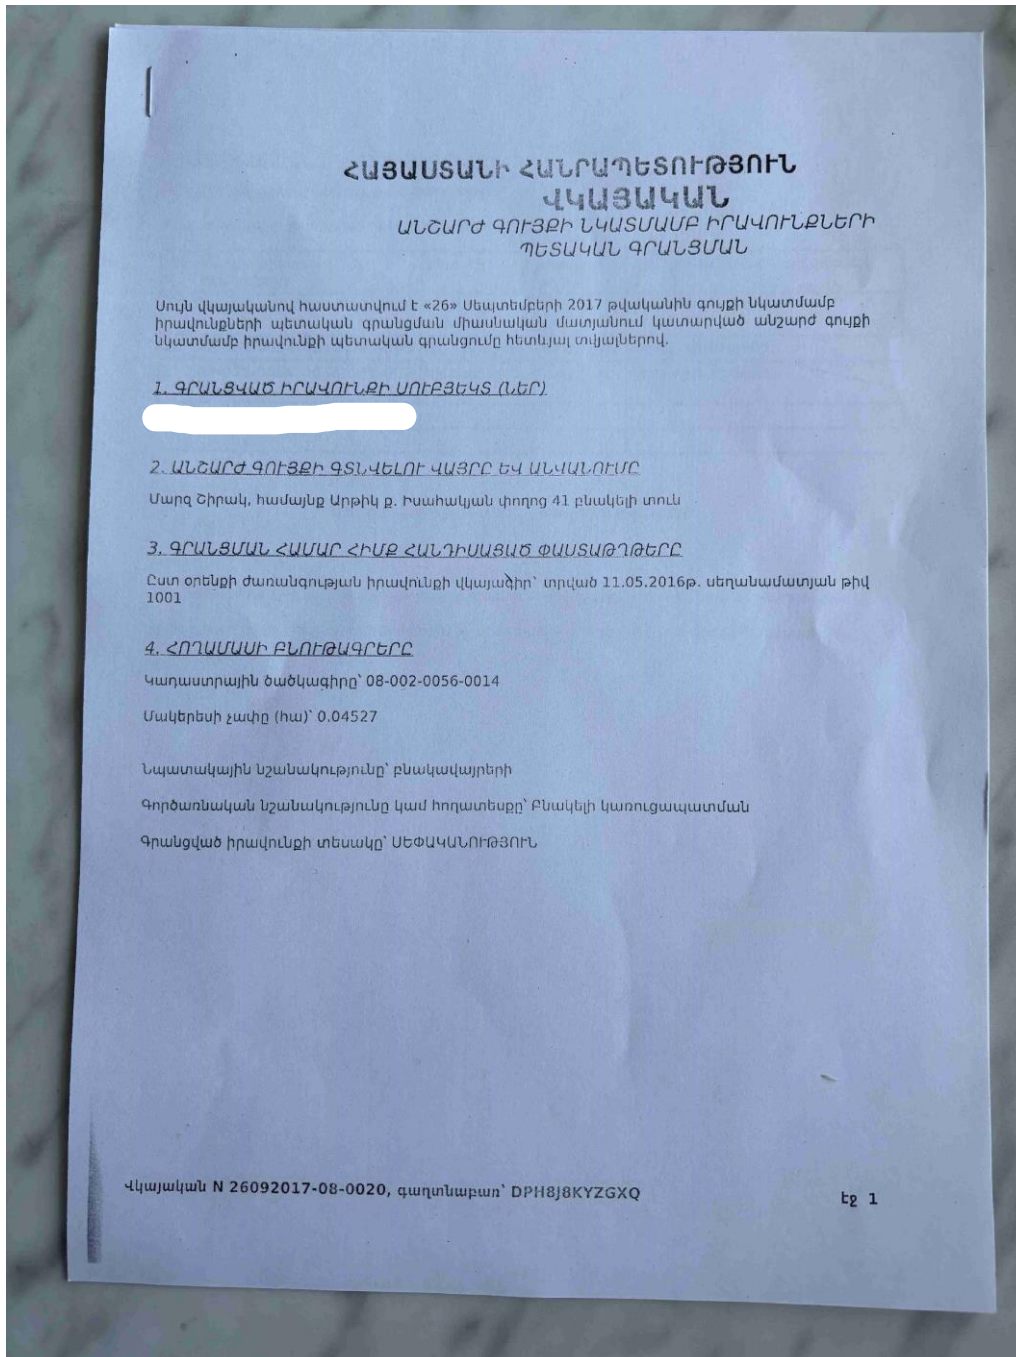 ՀԱՅԱՍՏԱՆԻ ՀԱՆՐԱՊԵՏՈՒԹՅՈՒՆ
ՎԿԱՅԱԿԱՆ
ԱՆՇԱՐԺ ԳՈՒՅՔԻ ՆԿԱՏՄԱՄԲ ԻՐԱՎՈՒՆՔՆԵՐԻ
ՊԵՏԱԿԱՆ ԳՐԱՆՑՄԱՆ
Սույն վկայականով հաստատվում է «26» Սեպտեմբերի 2017 թվականին գույքի նկատմամբ
իրավունքների պետական գրանցման միասնական մատյանում կատարված անշարժ գույքի
նկատմամբ իրավունքի պետական գրանցումը հետևյալ տվյալներով.
1. ԳՐԱՆՑՎԱԾ ԻՐԱՎՈՒՆՔԻ ՍՈՒԲՅԵԿՏ (ՆԵՐ)
2. ԱՆՇԱՐԺ ԳՈՒՅՔԻ ԳՏՆՎԵԼՈՒ ՎԱՅՐԸ ԵՎ ԱՆՎԱՆՈՒՄԸ
Մարզ Շիրակ, համայնք Արթիկ ք. Իսահակյան փողոց 41 բնակելի տուն
3. ԳՐԱՆՑՄԱՆ ՀԱՄԱՐ ՀԻՄՔ ՀԱՆԴԻՍԱՑԱԾ ՓԱՍՏԱԹՂԹԵՐԸ
Ըստ օրենքի ժառանգության իրավունքի վկայագիր՝ տրված 11.05.2016թ. սեղանամատյան թիվ
1001
4. ՀՈՂԱՄԱՍԻ ԲՆՈՒԹԱԳՐԵՐԸ
Կադաստրային ծածկագիրը՝ 08-002-0056-0014
Մակերեսի չափը (հա)՝ 0.04527
Նպատակային նշանակությունը՝ բնակավայրերի
Գործառնական նշանակությունը կամ հողատեսքը՝ Բնակելի կառուցապատման
Գրանցված իրավունքի տեսակը՝ ՍԵՓԱԿԱՆՈՒԹՅՈՒՆ
Վկայական N 26092017-08-0020, գաղտնաբառ՝ DPH8J8KYZGXQ
էջ 1